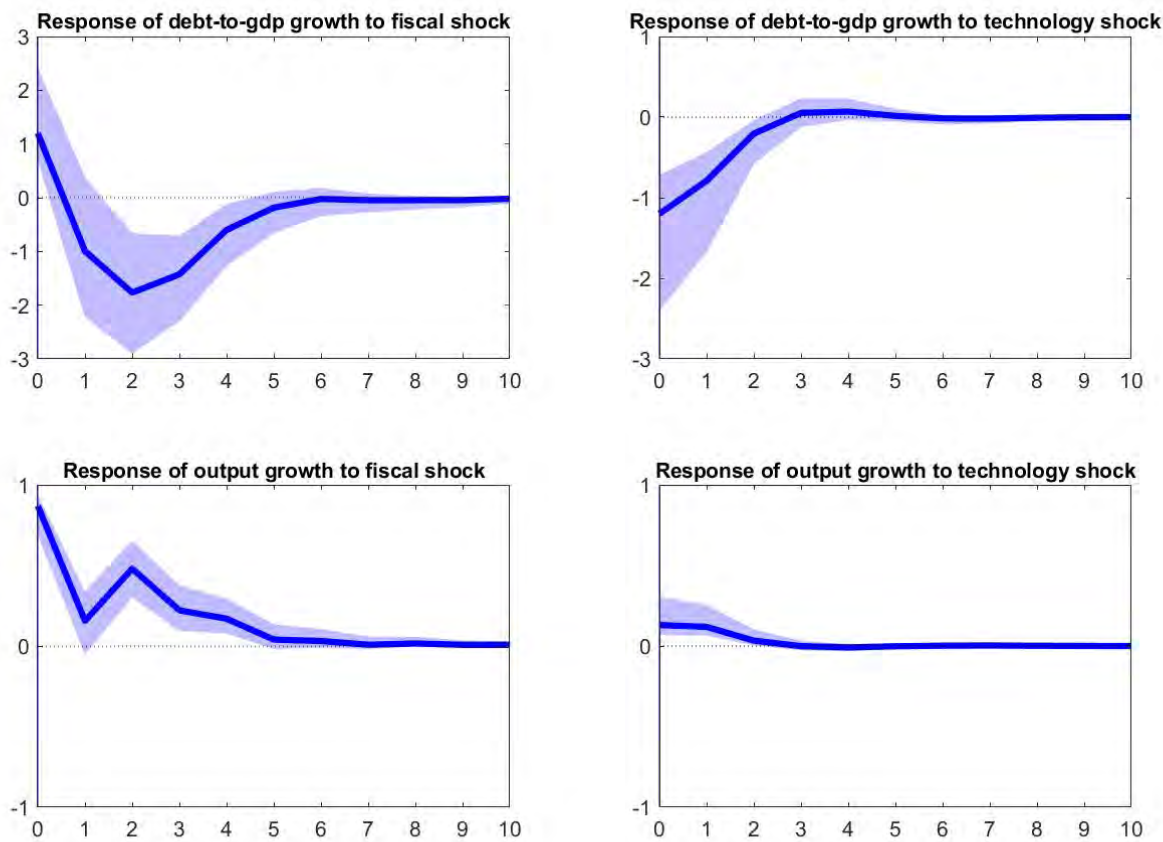 Response of debt-to-gdp growth to fiscal shock
3
2
1
0
-1
-2
-3
0 1 2 3 4 5 6 7 8 9 10
Response of debt-to-gdp growth to technology shock
1
0
-1
-2
-3
0 1 2 3 4 5 6 7 8 9 10
Response of output growth to fiscal shock
1
0
-1
0 1 2 3 4 5 6 7 8 9 10
Response of output growth to technology shock
1
0
-1
0 1 2 3 4 5 6 7 8 9 10